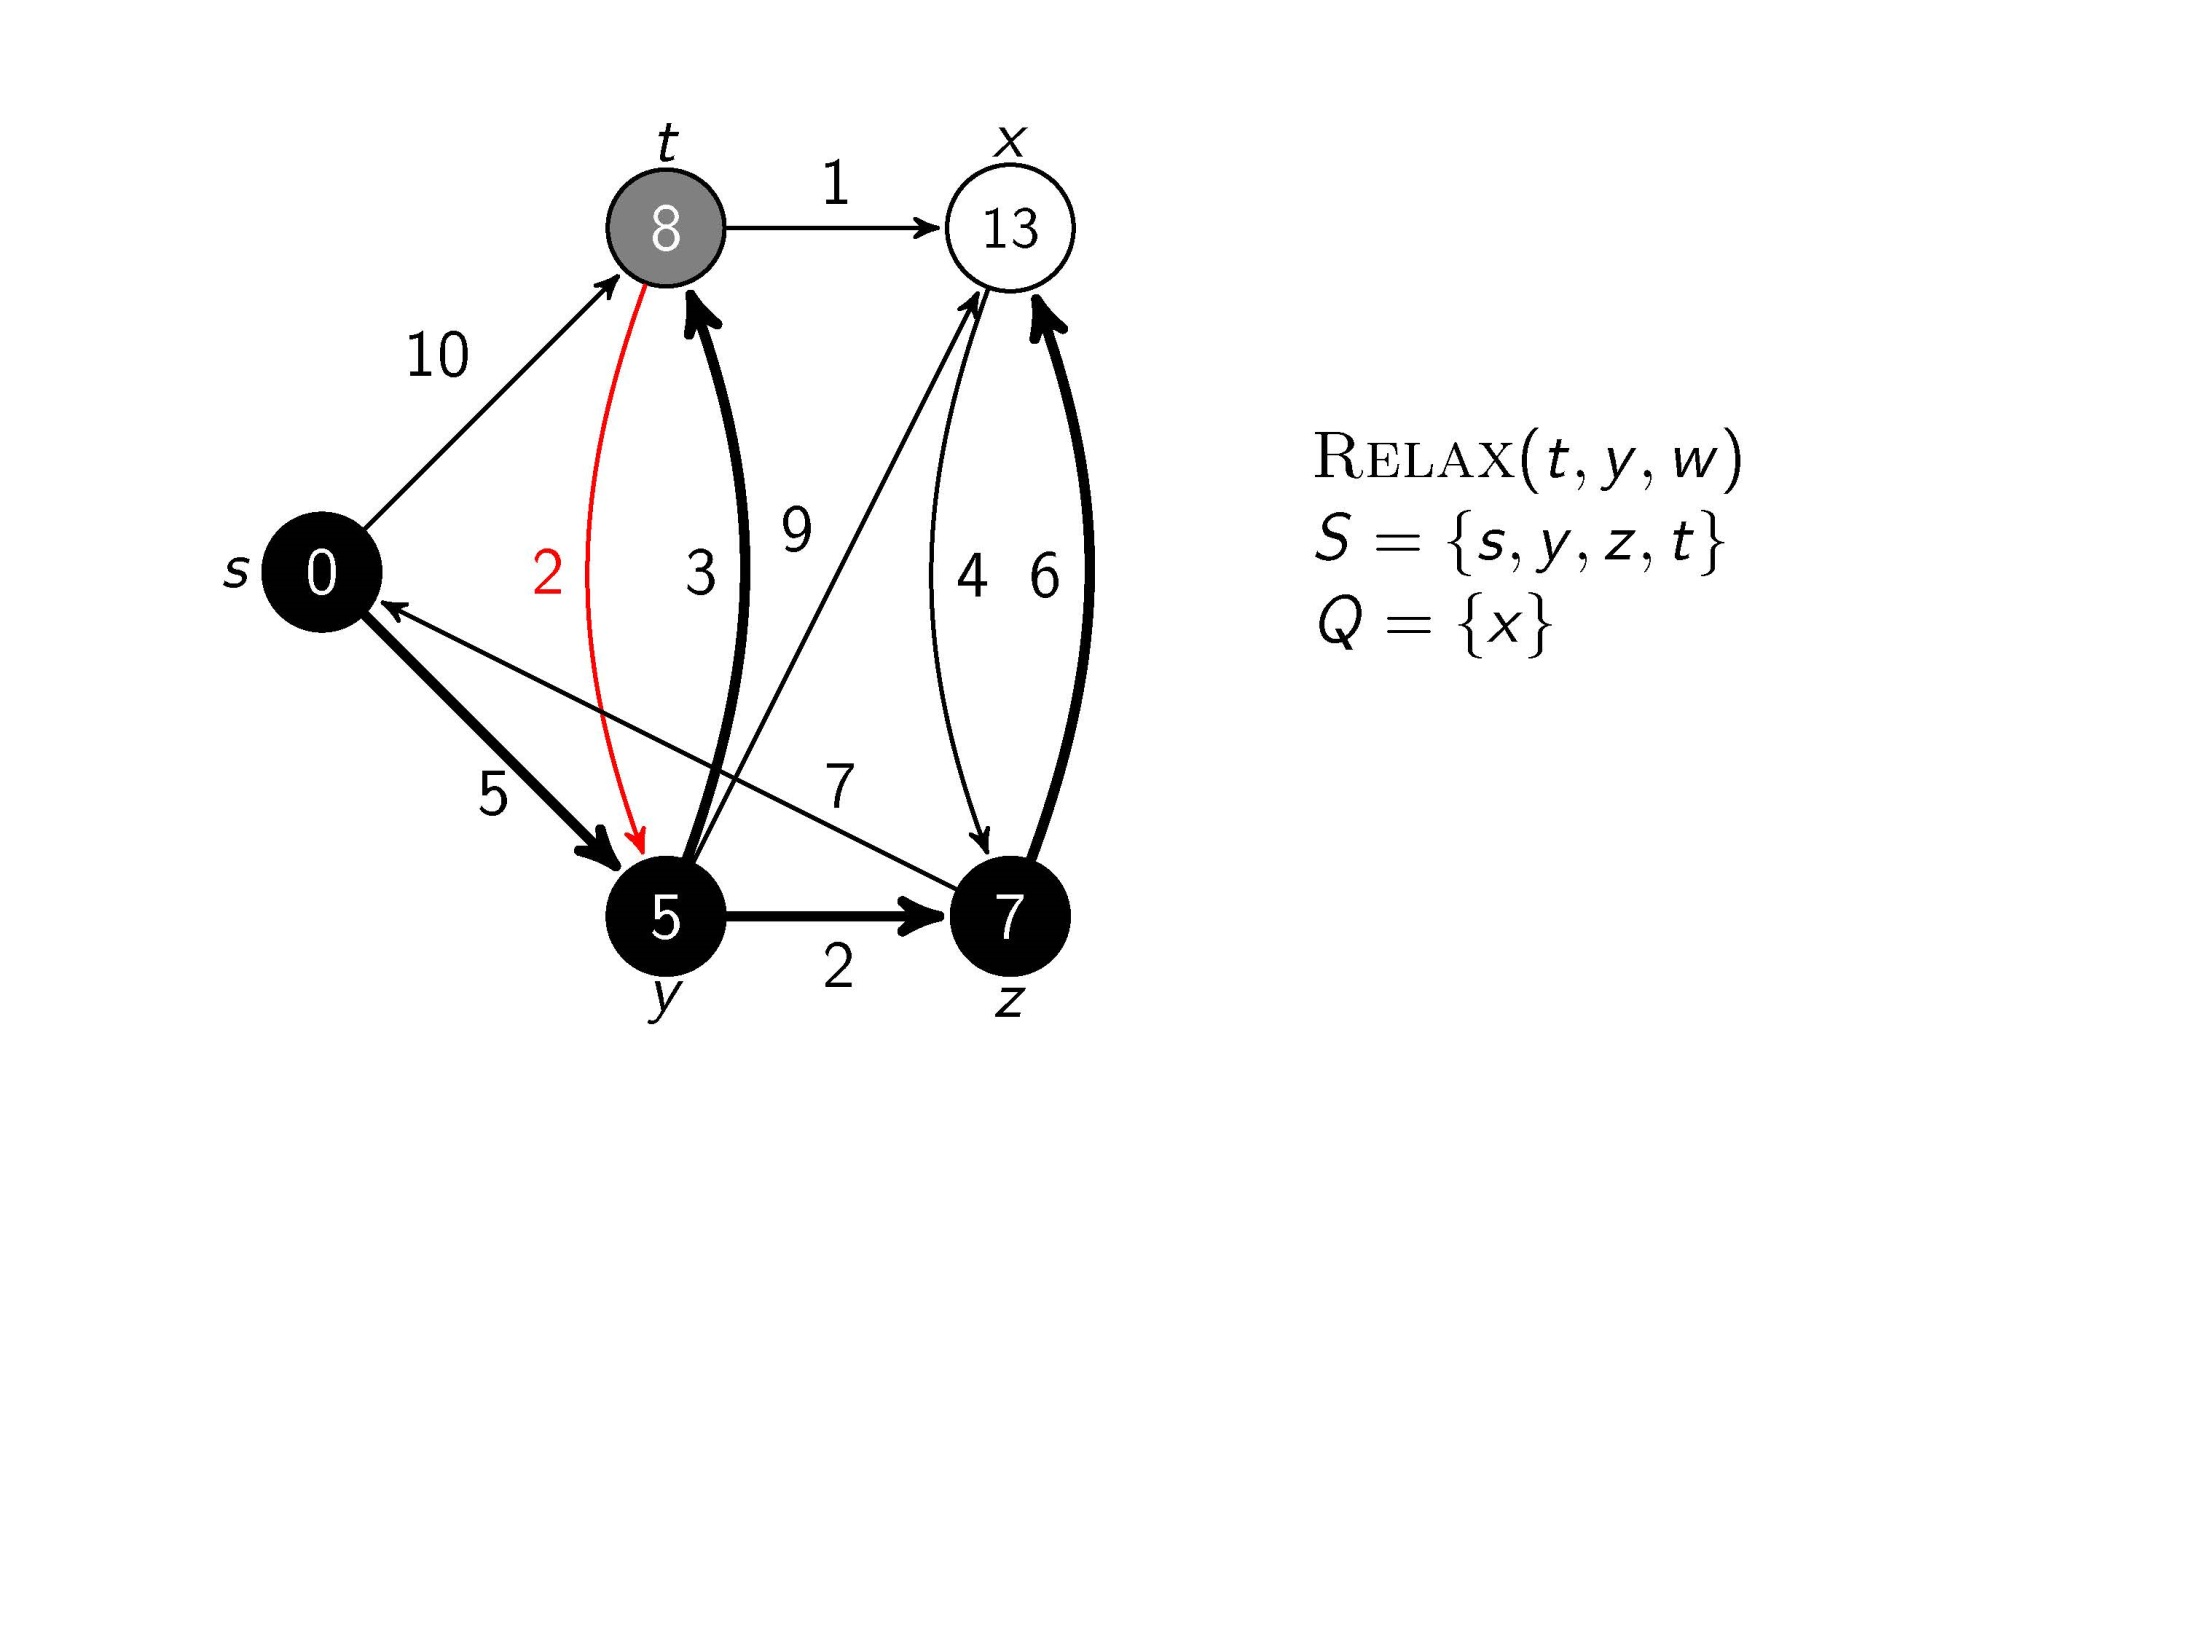 t
x
1
8
13
10
9
s
0
2
3
4
6
5
7
5
7
2
y
z
RELAX(t, y, w)
S = {s, y, z, t}
Q = {x}